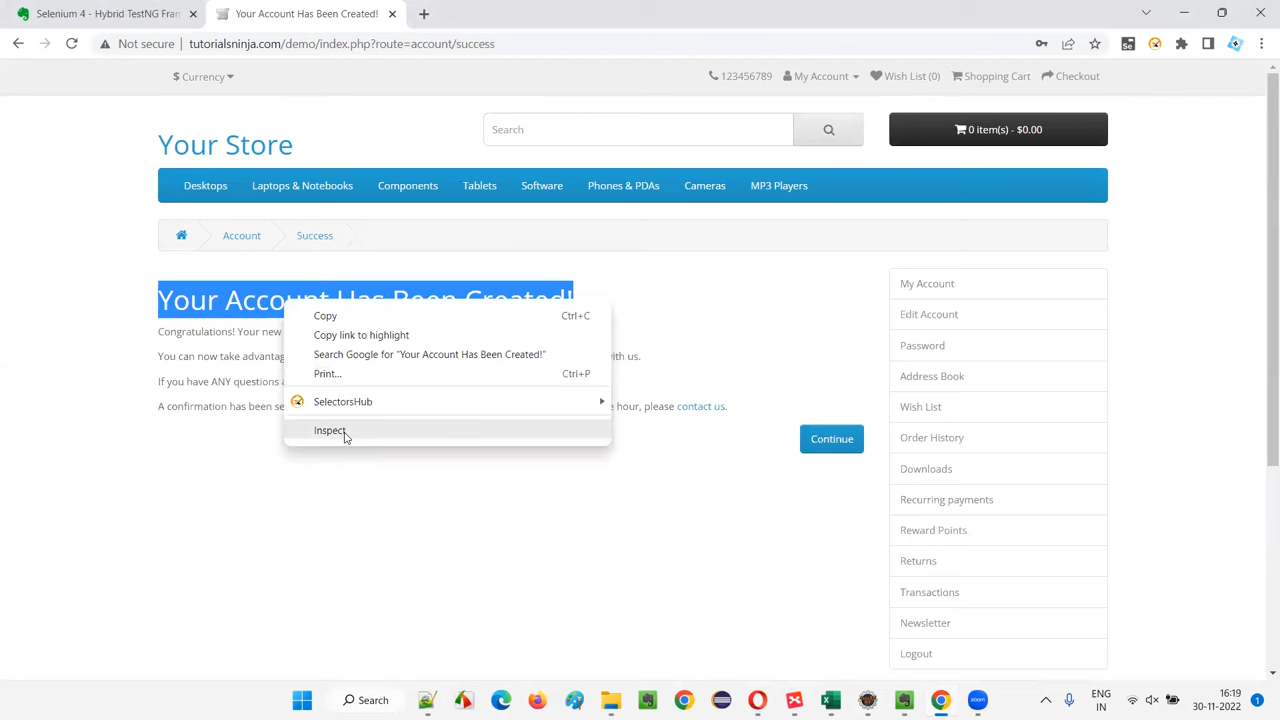 Selenium 4 - Hybrid TestNG Fran
Your Account Has Been Created!
Not secure
tutorialsninja.com/demo/index.php?route=account/success
$ Currency
123456789
My Account
Wish List (0)
Shopping Cart
Checkout
Your Store
Search
0 item(s) - $0.00
Desktops
Laptops & Notebooks
Components
Tablets
Software
Phones & PDAs
Cameras
MP3 Players
Account
Success
Your Account Has Been Created!
Congratulations! Your new
You can now take advantag
with us.
If you have ANY questions a
A confirmation has been se
e hour, please contact us.
Continue
Copy Ctrl+C
Copy link to highlight
Search Google for "Your Account Has Been Created!"
Print... Ctrl+P
SelectorsHub
Inspect
My Account
Edit Account
Password
Address Book
Wish List
Order History
Downloads
Recurring payments
Reward Points
Returns
Transactions
Newsletter
Logout
Search
zoom
ENG
IN
16:19
30-11-2022
1